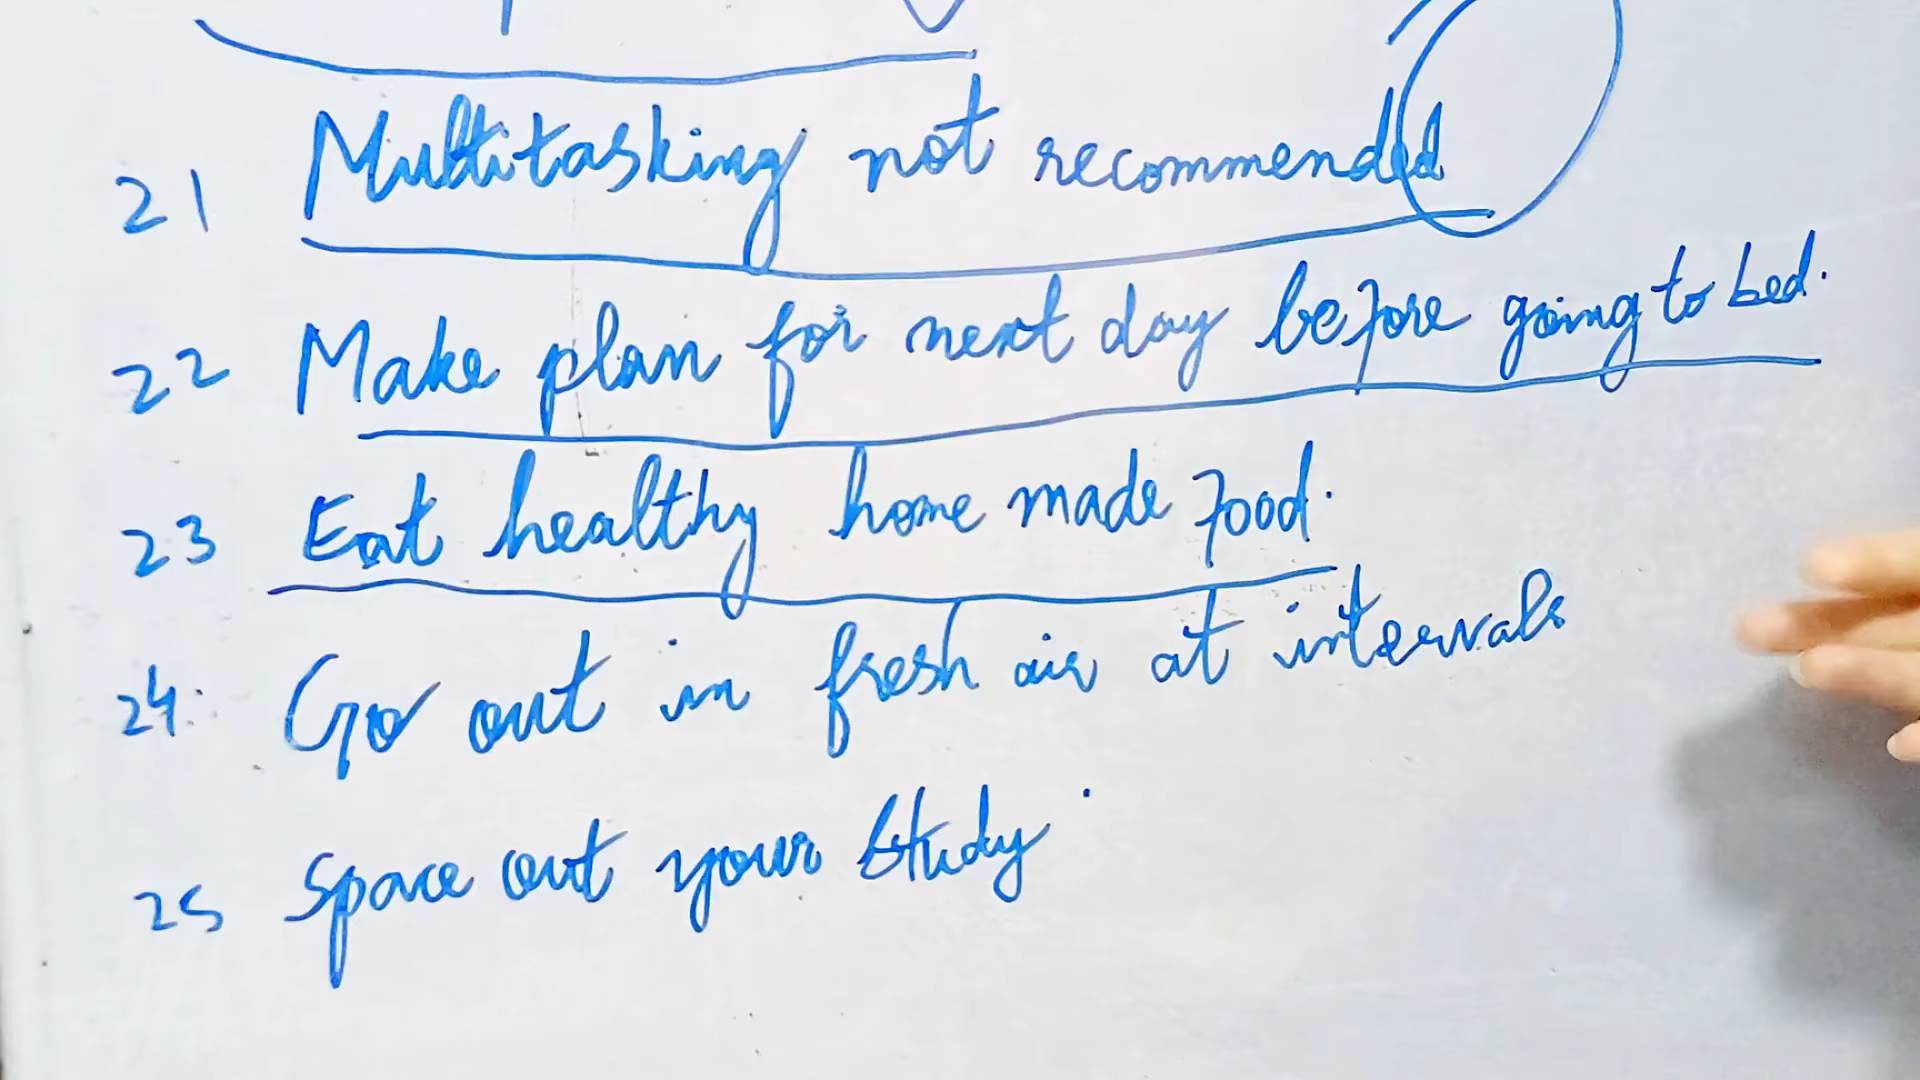 21 Multitasking not recommended
22 Make plan for next day before going to bed.
23 Eat healthy home made food.
24. Go out in fresh air at intervals
25 Space out your study.